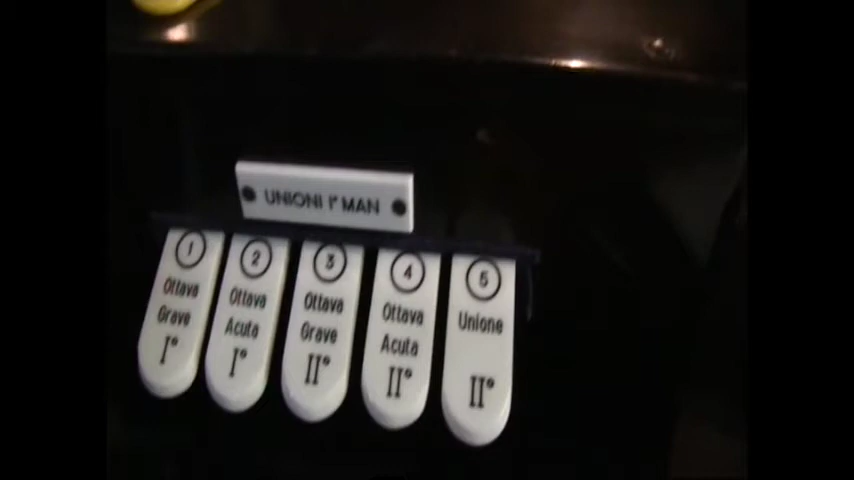 UNIONI I° MAN
1
Ottava
Grave
I°
2
Ottava
Acuta
I°
3
Ottava
Grave
II°
4
Ottava
Acuta
II°
5
Unione
II°